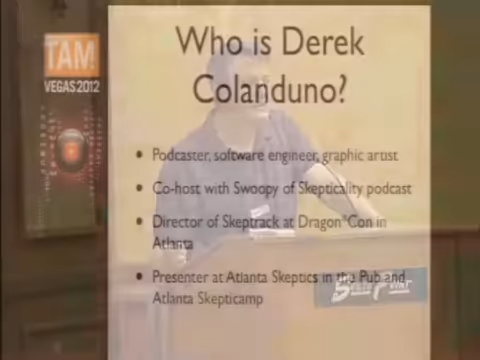 TAM!
VEGAS 2012
Who is Derek
Colanduno?
• Podcaster, software engineer, graphic artist
• Co-host with Swoopy of Skepticality podcast
• Director of Skeptrack at Dragon*Con in
Atlanta
• Presenter at Atlanta Skeptics in the Pub and
Atlanta Skepticamp